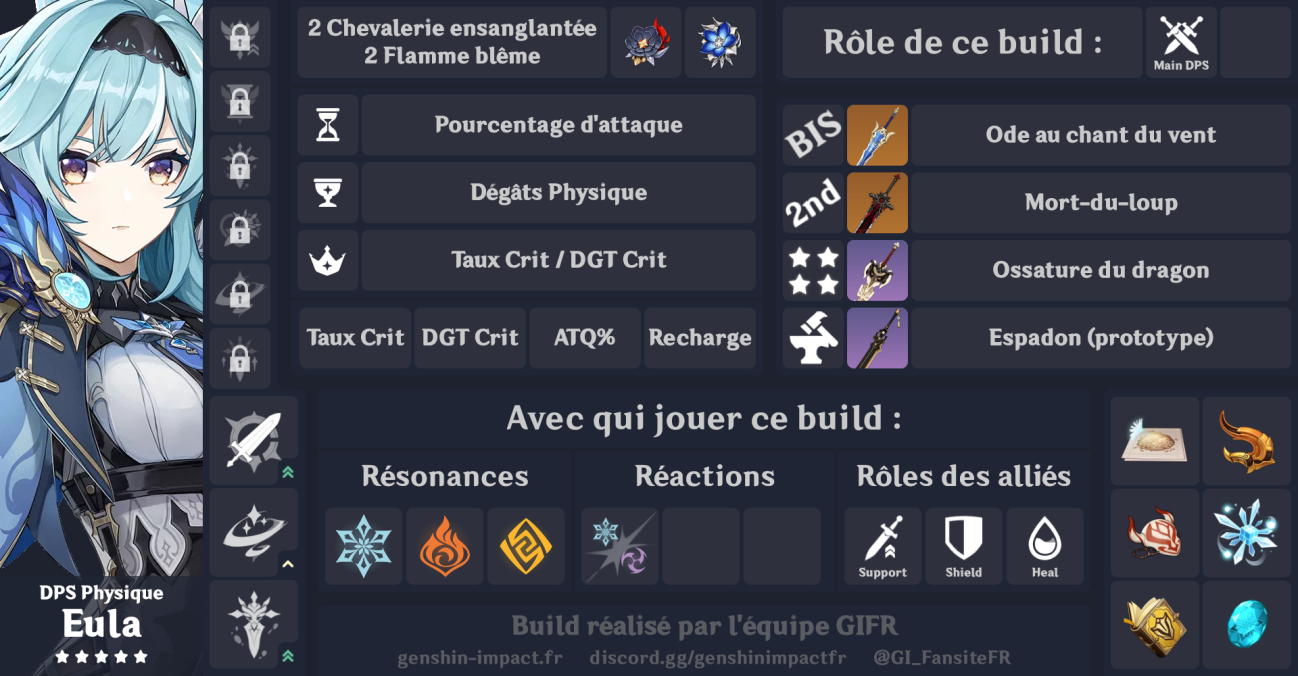 2 Chevalerie ensanglantée
2 Flamme blême
Pourcentage d'attaque
Dégâts Physique
Taux Crit / DGT Crit
Taux Crit
DGT Crit
ATQ%
Recharge
Rôle de ce build :
Main DPS
BIS
Ode au chant du vent
2nd
Mort-du-loup
Ossature du dragon
Espadon (prototype)
Avec qui jouer ce build :
Résonances
Réactions
Rôles des alliés
Support
Shield
Heal
DPS Physique
Eula
Build réalisé par l'équipe GIFR
genshin-impact.fr discord.gg/genshinimpactfr @GI_FansiteFR